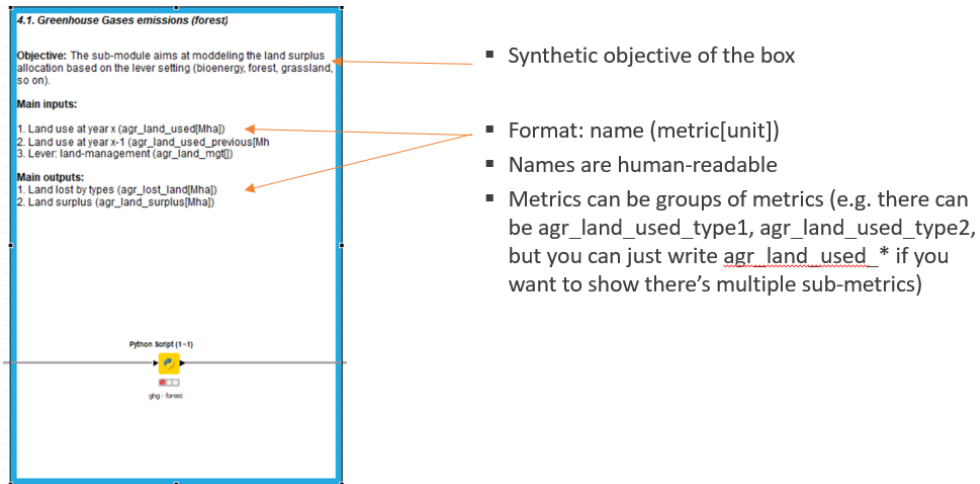 4.1. Greenhouse Gases emissions (forest)
Objective: The sub-module aims at moddeling the land surplus
allocation based on the lever setting (bioenergy, forest, grassland,
so on).
Main inputs:
1. Land use at year x (agr_land_used[Mha])
2. Land use at year x-1 (agr_land_used_previous[Mh
3. Lever: land-management (agr_land_mgt[])
Main outputs:
1. Land lost by types (agr_lost_land[Mha])
2. Land surplus (agr_land_surplus[Mha])
Python Script (1⇒1)
ghg - forest
▪ Synthetic objective of the box
▪ Format: name (metric[unit])
▪ Names are human-readable
▪ Metrics can be groups of metrics (e.g. there can
be agr_land_used_type1, agr_land_used_type2,
but you can just write agr_land_used_* if you
want to show there’s multiple sub-metrics)